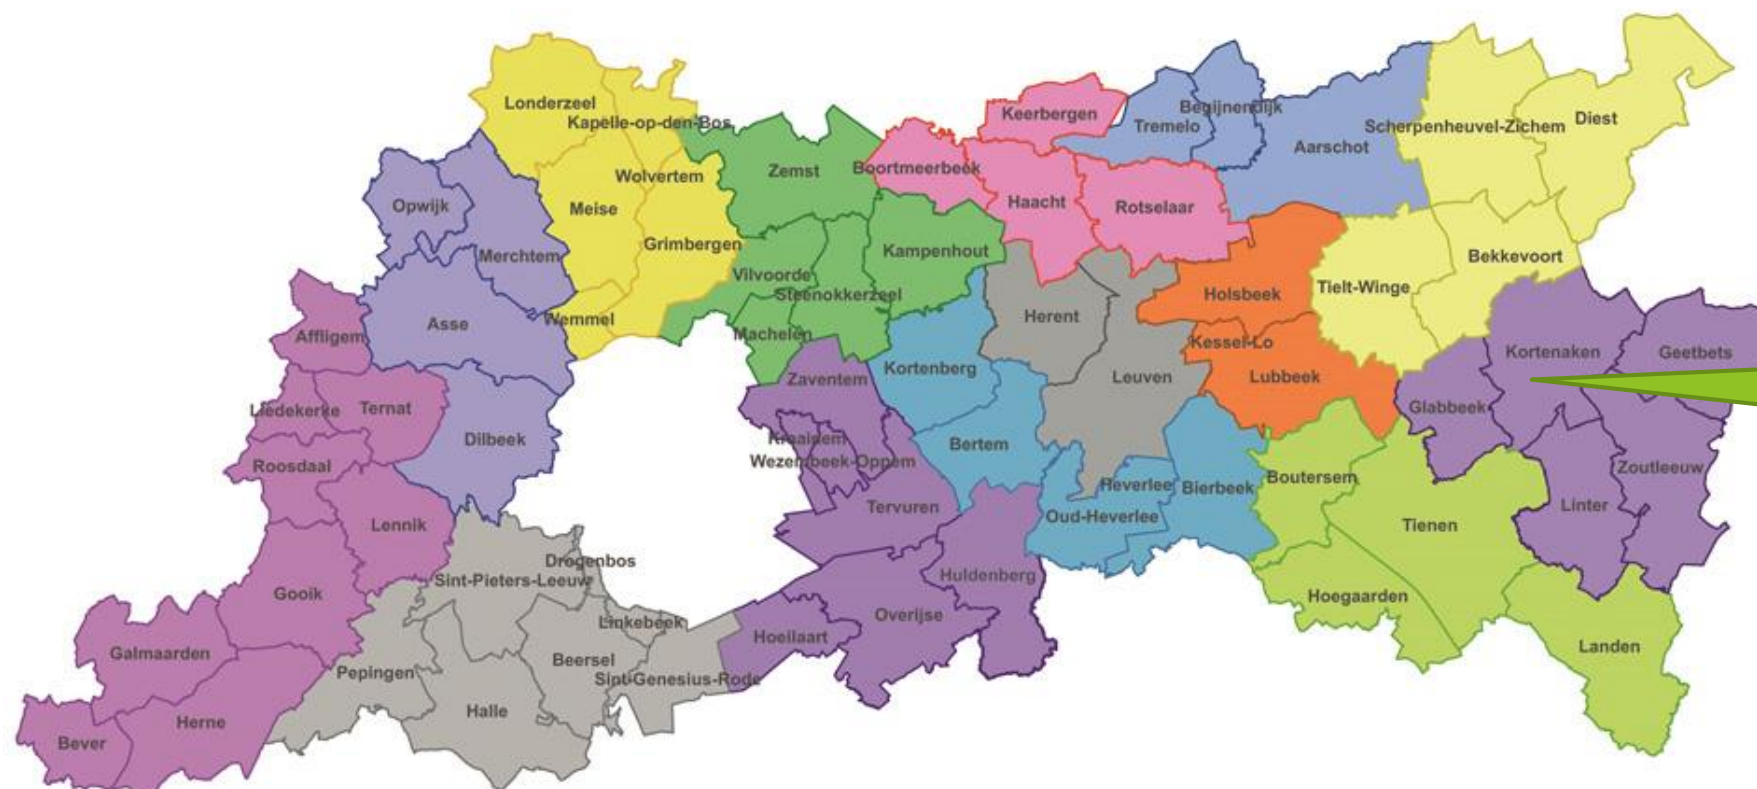 Londerzeel
Kapelle-op-den-Bos
Keerbergen
Begijnendijk
Tremelo
Scherpenheuvel-Zichem
Diest
Aarschot
Zemst
Boortmeerbeek
Wolvertem
Opwijk
Meise
Haacht
Rotselaar
Grimbergen
Merchtem
Kampenhout
Bekkevoort
Vilvoorde
Steenokkerzeel
Holsbeek
Tielt-Winge
Wemmel
Asse
Herent
Affligem
Machelen
Kessel-Lo
Kortenaken
Geetbets
Zaventem
Kortenberg
Leuven
Lubbeek
Liedekerke
Ternat
Glabbeek
Dilbeek
Kraainem
Wezembeek-Oppem
Bertem
Roosdaal
Zoutleeuw
Boutersem
Heverlee
Bierbeek
Tervuren
Oud-Heverlee
Linter
Lennik
Tienen
Drogenbos
Sint-Pieters-Leeuw
Huldenberg
Gooik
Hoegaarden
Overijse
Linkebeek
Hoeilaart
Landen
Galmaarden
Beersel
Pepingen
Sint-Genesius-Rode
Halle
Herne
Bever